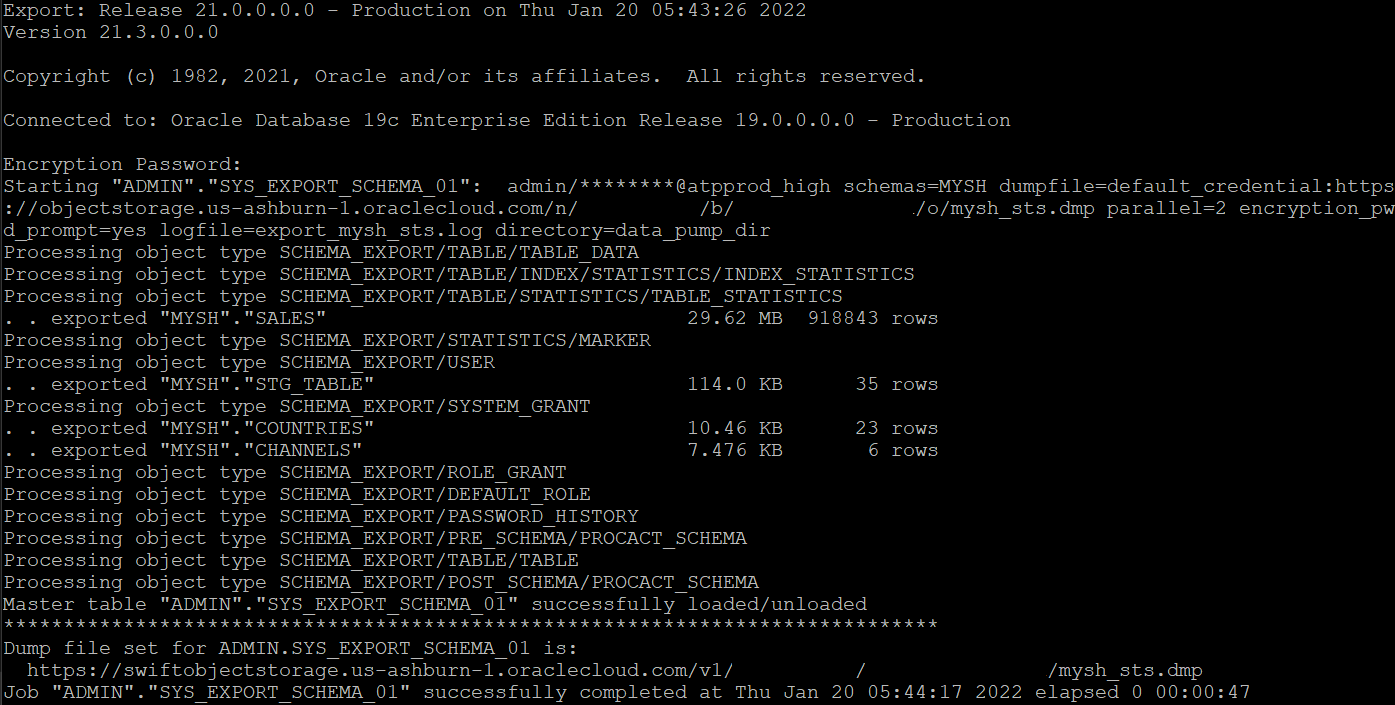 Export: Release 21.0.0.0.0 - Production on Thu Jan 20 05:43:26 2022
Version 21.3.0.0.0
Copyright (c) 1982, 2021, Oracle and/or its affiliates.  All rights reserved.
Connected to: Oracle Database 19c Enterprise Edition Release 19.0.0.0.0 - Production
Encryption Password:
Starting "ADMIN"."SYS_EXPORT_SCHEMA_01":  admin/********@atpprod_high schemas=MYSH dumpfile=default_credential:https
://objectstorage.us-ashburn-1.oraclecloud.com/n/          /b/               /o/mysh_sts.dmp parallel=2 encryption_pw
d_prompt=yes logfile=export_mysh_sts.log directory=data_pump_dir
Processing object type SCHEMA_EXPORT/TABLE/TABLE_DATA
Processing object type SCHEMA_EXPORT/TABLE/INDEX/STATISTICS/INDEX_STATISTICS
Processing object type SCHEMA_EXPORT/TABLE/STATISTICS/TABLE_STATISTICS
. . exported "MYSH"."SALES"                              29.62 MB  918843 rows
Processing object type SCHEMA_EXPORT/STATISTICS/MARKER
Processing object type SCHEMA_EXPORT/USER
. . exported "MYSH"."STG_TABLE"                          114.0 KB      35 rows
Processing object type SCHEMA_EXPORT/SYSTEM_GRANT
. . exported "MYSH"."COUNTRIES"                          10.46 KB      23 rows
. . exported "MYSH"."CHANNELS"                           7.476 KB       6 rows
Processing object type SCHEMA_EXPORT/ROLE_GRANT
Processing object type SCHEMA_EXPORT/DEFAULT_ROLE
Processing object type SCHEMA_EXPORT/PASSWORD_HISTORY
Processing object type SCHEMA_EXPORT/PRE_SCHEMA/PROCACT_SCHEMA
Processing object type SCHEMA_EXPORT/TABLE/TABLE
Processing object type SCHEMA_EXPORT/POST_SCHEMA/PROCACT_SCHEMA
Master table "ADMIN"."SYS_EXPORT_SCHEMA_01" successfully loaded/unloaded
******************************************************************************
Dump file set for ADMIN.SYS_EXPORT_SCHEMA_01 is:
  https://swiftobjectstorage.us-ashburn-1.oraclecloud.com/v1/          /               /mysh_sts.dmp
Job "ADMIN"."SYS_EXPORT_SCHEMA_01" successfully completed at Thu Jan 20 05:44:17 2022 elapsed 0 00:00:47